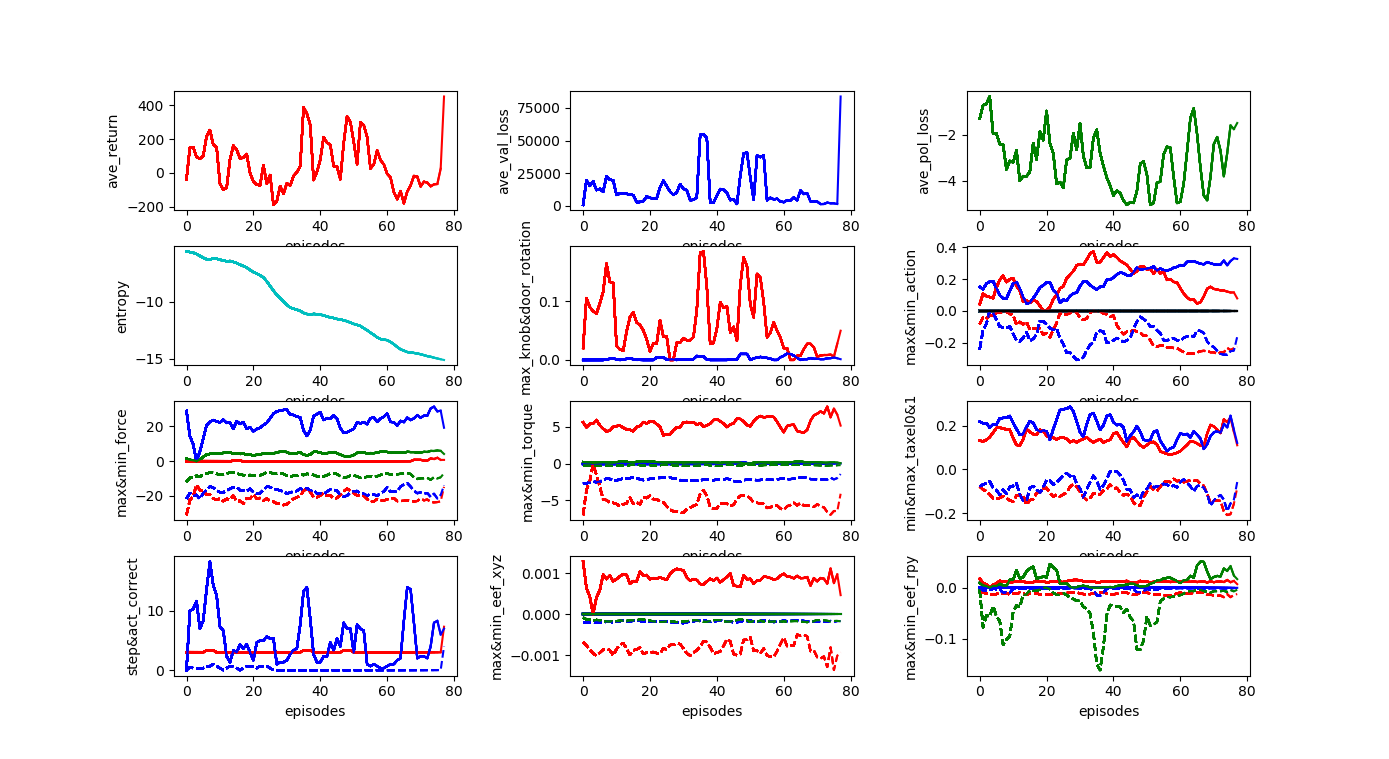 ave_return
400
200
0
−200
0 20 40 60 80
episodes
ave_val_loss
75000
50000
25000
0
0 20 40 60 80
episodes
ave_pol_loss
−2
−4
0 20 40 60 80
episodes
entropy
−10
−15
0 20 40 60 80
episodes
max_knob&door_rotation
0.1
0.0
0 20 40 60 80
episodes
max&min_action
0.4
0.2
0.0
−0.2
0 20 40 60 80
episodes
max&min_force
20
0
−20
0 20 40 60 80
episodes
max&min_torque
5
0
−5
0 20 40 60 80
episodes
min&max_taxel0&1
0.2
0.0
−0.2
0 20 40 60 80
episodes
step&act_correct
10
0
0 20 40 60 80
episodes
max&min_eef_xyz
0.001
0.000
−0.001
0 20 40 60 80
episodes
max&min_eef_rpy
0.0
−0.1
0 20 40 60 80
episodes